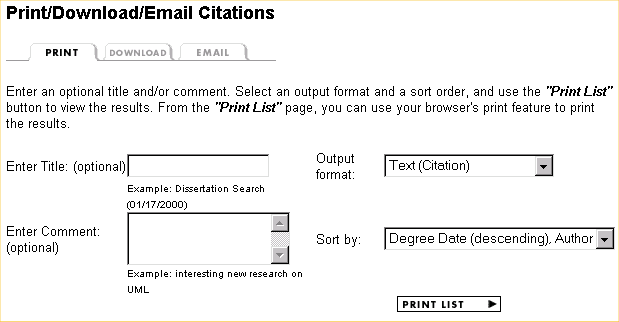 Print/Download/Email Citations
PRINT DOWNLOAD EMAIL
Enter an optional title and/or comment. Select an output format and a sort order, and use the "Print List"
button to view the results. From the "Print List" page, you can use your browser's print feature to print
the results.
Enter Title: (optional)
Example: Dissertation Search
(01/17/2000)
Output
format:
Text (Citation)
Enter Comment:
(optional)
Example: interesting new research on
UML
Sort by:
Degree Date (descending), Author
PRINT LIST